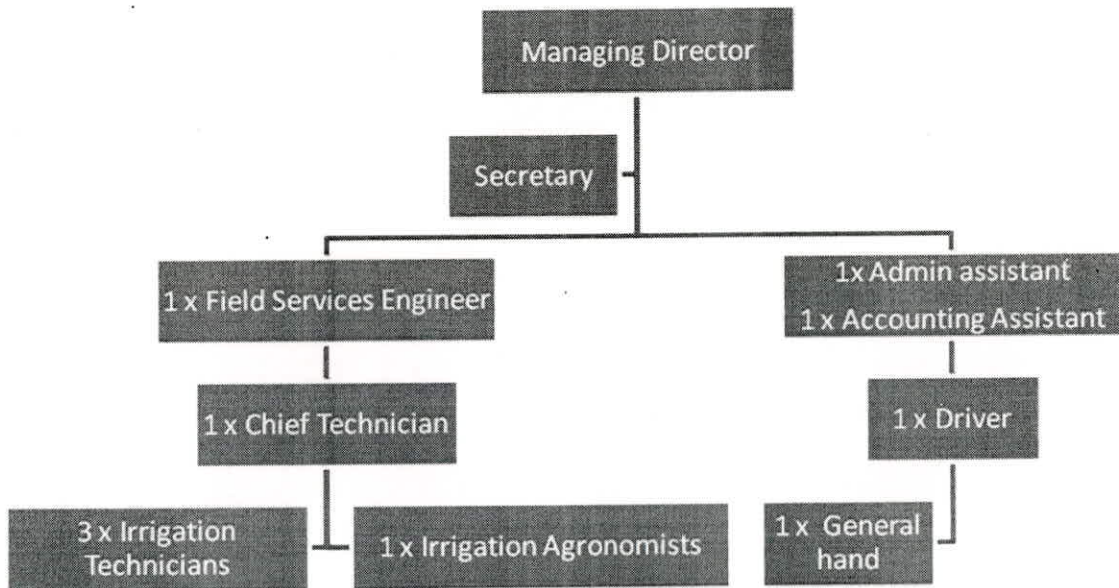 Managing Director
Secretary
1 x Field Services Engineer
1x Admin assistant
1 x Accounting Assistant
1 x Chief Technician
1 x Driver
3 x Irrigation
Technicians
1 x Irrigation Agronomists
1 x General
hand